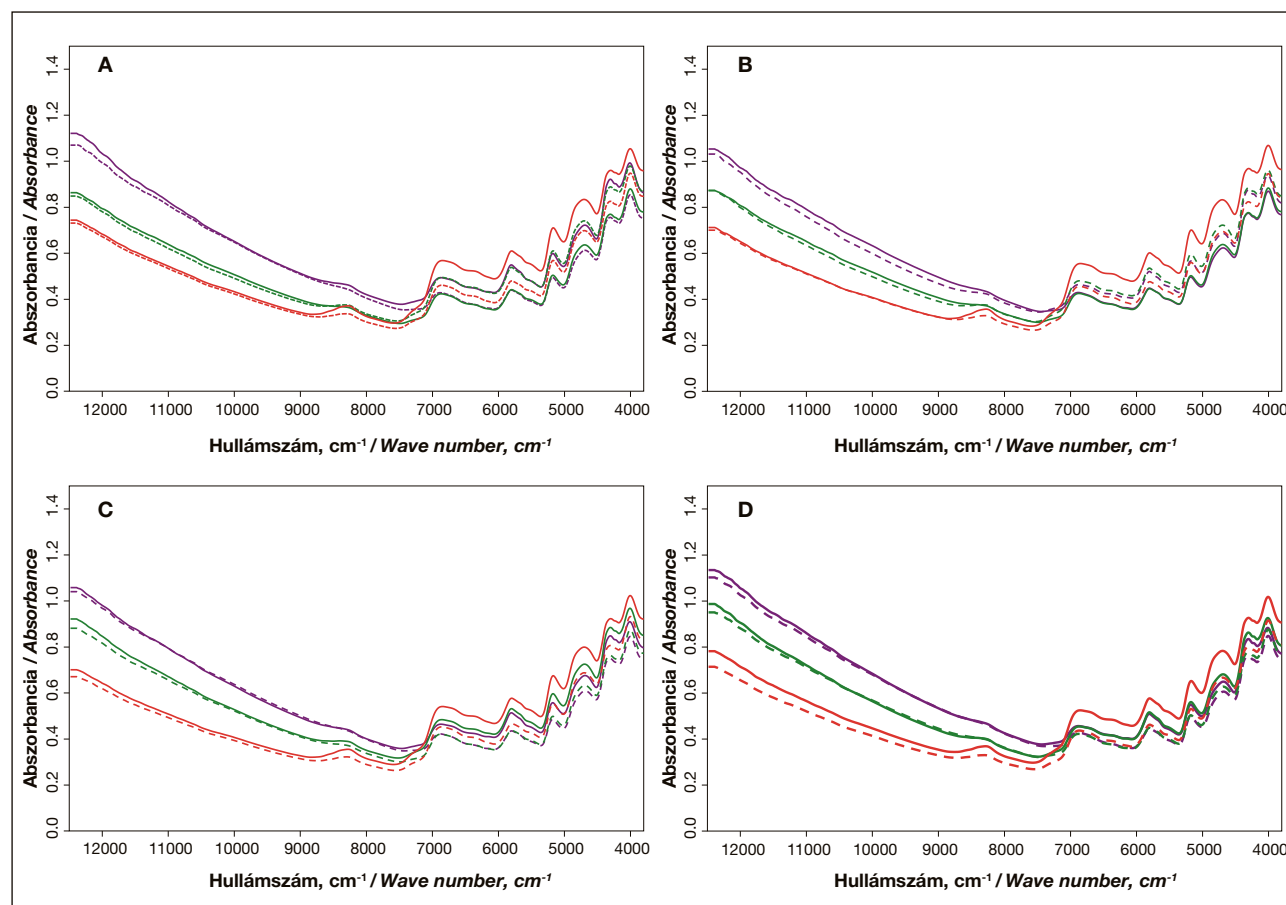 A
Abszorbancia / Absorbance
0.0 0.2 0.4 0.6 0.8 1.0 1.2 1.4
12000 11000 10000 9000 8000 7000 6000 5000 4000
Hullámszám, cm⁻¹ / Wave number, cm⁻¹
B
Abszorbancia / Absorbance
0.0 0.2 0.4 0.6 0.8 1.0 1.2 1.4
12000 11000 10000 9000 8000 7000 6000 5000 4000
Hullámszám, cm⁻¹ / Wave number, cm⁻¹
C
Abszorbancia / Absorbance
0.0 0.2 0.4 0.6 0.8 1.0 1.2 1.4
12000 11000 10000 9000 8000 7000 6000 5000 4000
Hullámszám, cm⁻¹ / Wave number, cm⁻¹
D
Abszorbancia / Absorbance
0.0 0.2 0.4 0.6 0.8 1.0 1.2 1.4
12000 11000 10000 9000 8000 7000 6000 5000 4000
Hullámszám, cm⁻¹ / Wave number, cm⁻¹